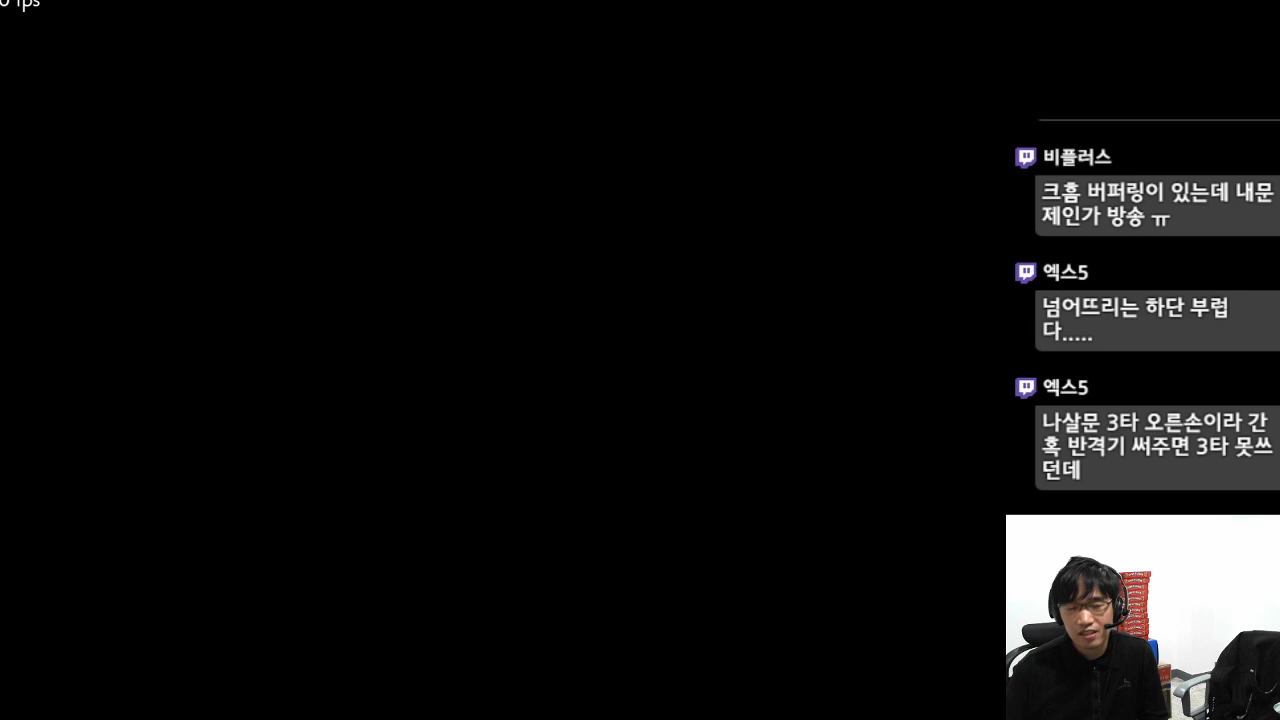 0 fps
비플러스
크흠 버퍼링이 있는데 내문
제인가 방송 ㅠ
엑스5
넘어뜨리는 하단 부럽
다.....
엑스5
나살문 3타 오른손이라 간
혹 반격기 써주면 3타 못쓰
던데